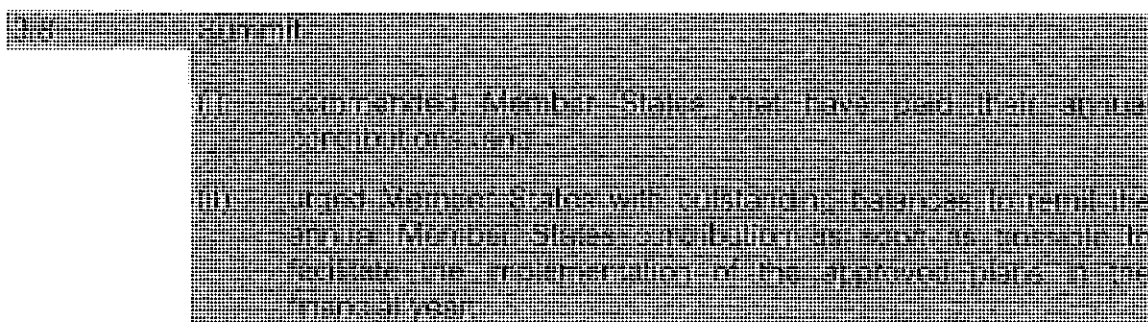 Summit
(i) commended Member States that have paid their annual
contributions; and
(ii) urged Member States with outstanding balances to remit their
annual Member States contribution as soon as possible to
facilitate the implementation of the approved plans in the
financial year.